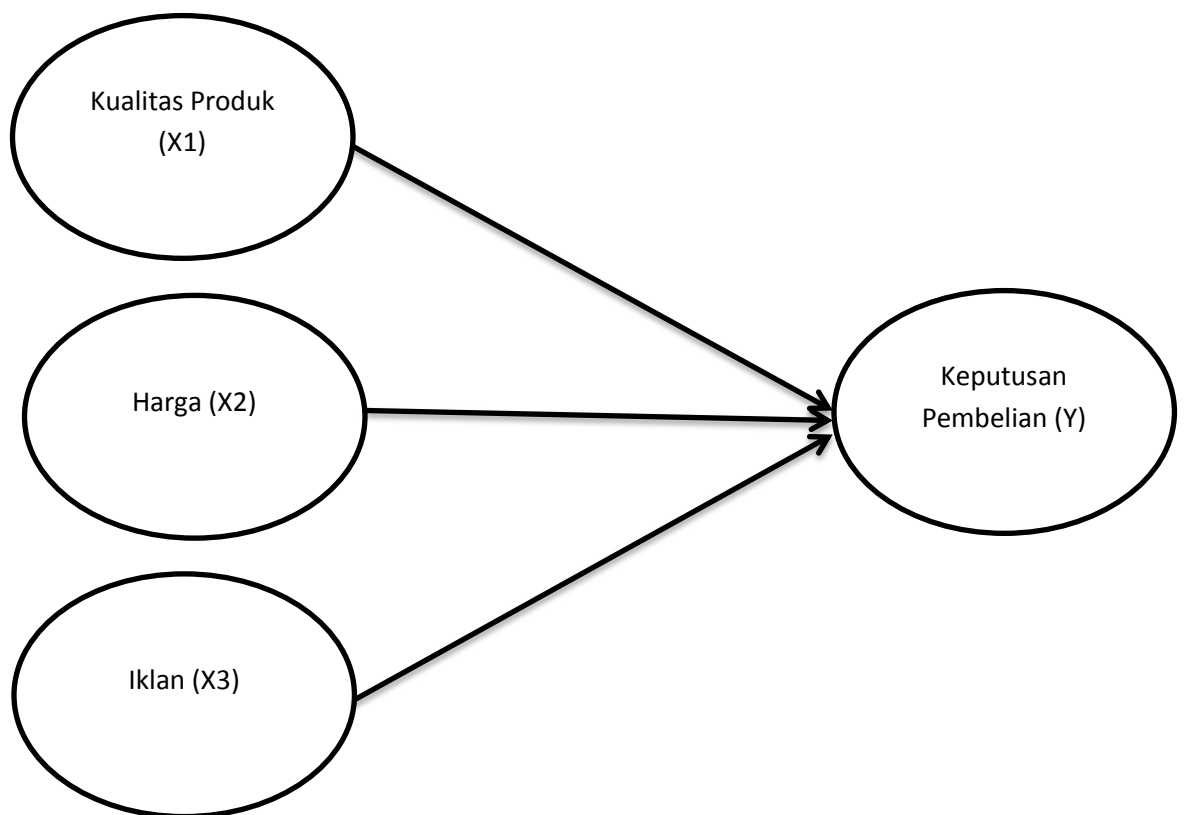 Kualitas Produk
(X1)
Harga (X2)
Keputusan
Pembelian (Y)
Iklan (X3)